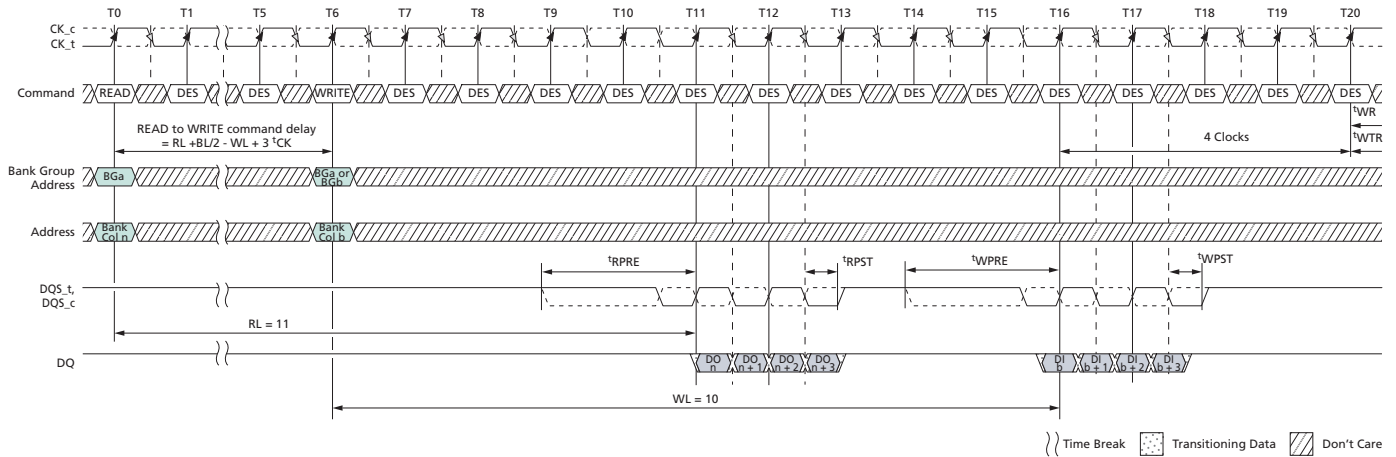 T0 T1 T5 T6 T7 T8 T9 T10 T11 T12 T13 T14 T15 T16 T17 T18 T19 T20
CK_c
CK_t
Command READ DES DES WRITE DES DES DES DES DES DES DES DES DES DES DES DES DES DES
tWR
READ to WRITE command delay
= RL +BL/2 - WL + 3 tCK
4 Clocks
tWTR
Bank Group
Address
BGa
BGa or
BGb
Address
Bank
Col n
Bank
Col b
tRPRE tRPST tWPRE tWPST
DQS_t,
DQS_c
RL = 11
DQ
DO
n
DO
n + 1
DO
n + 2
DO
n + 3
DI
b
DI
b + 1
DI
b + 2
DI
b + 3
WL = 10
Time Break Transitioning Data Don't Care